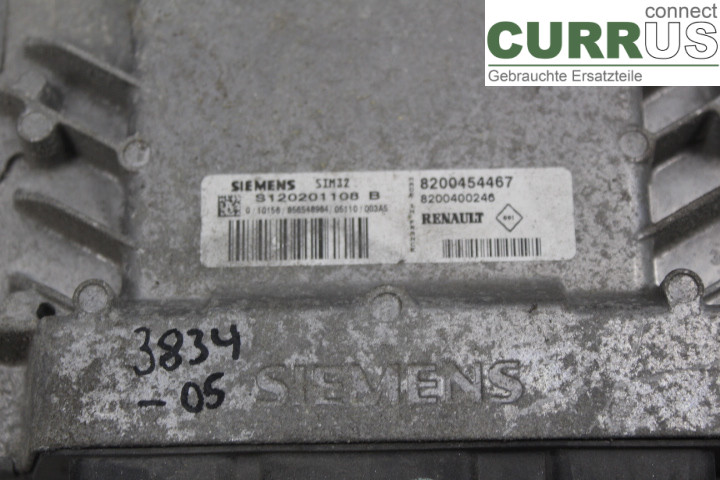 connect
CURRUS
Gebrauchte Ersatzteile
SIEMENS SIM32
S120201108 B
8200454467
8200400246
RENAULT
3834
-05
SIEMENS